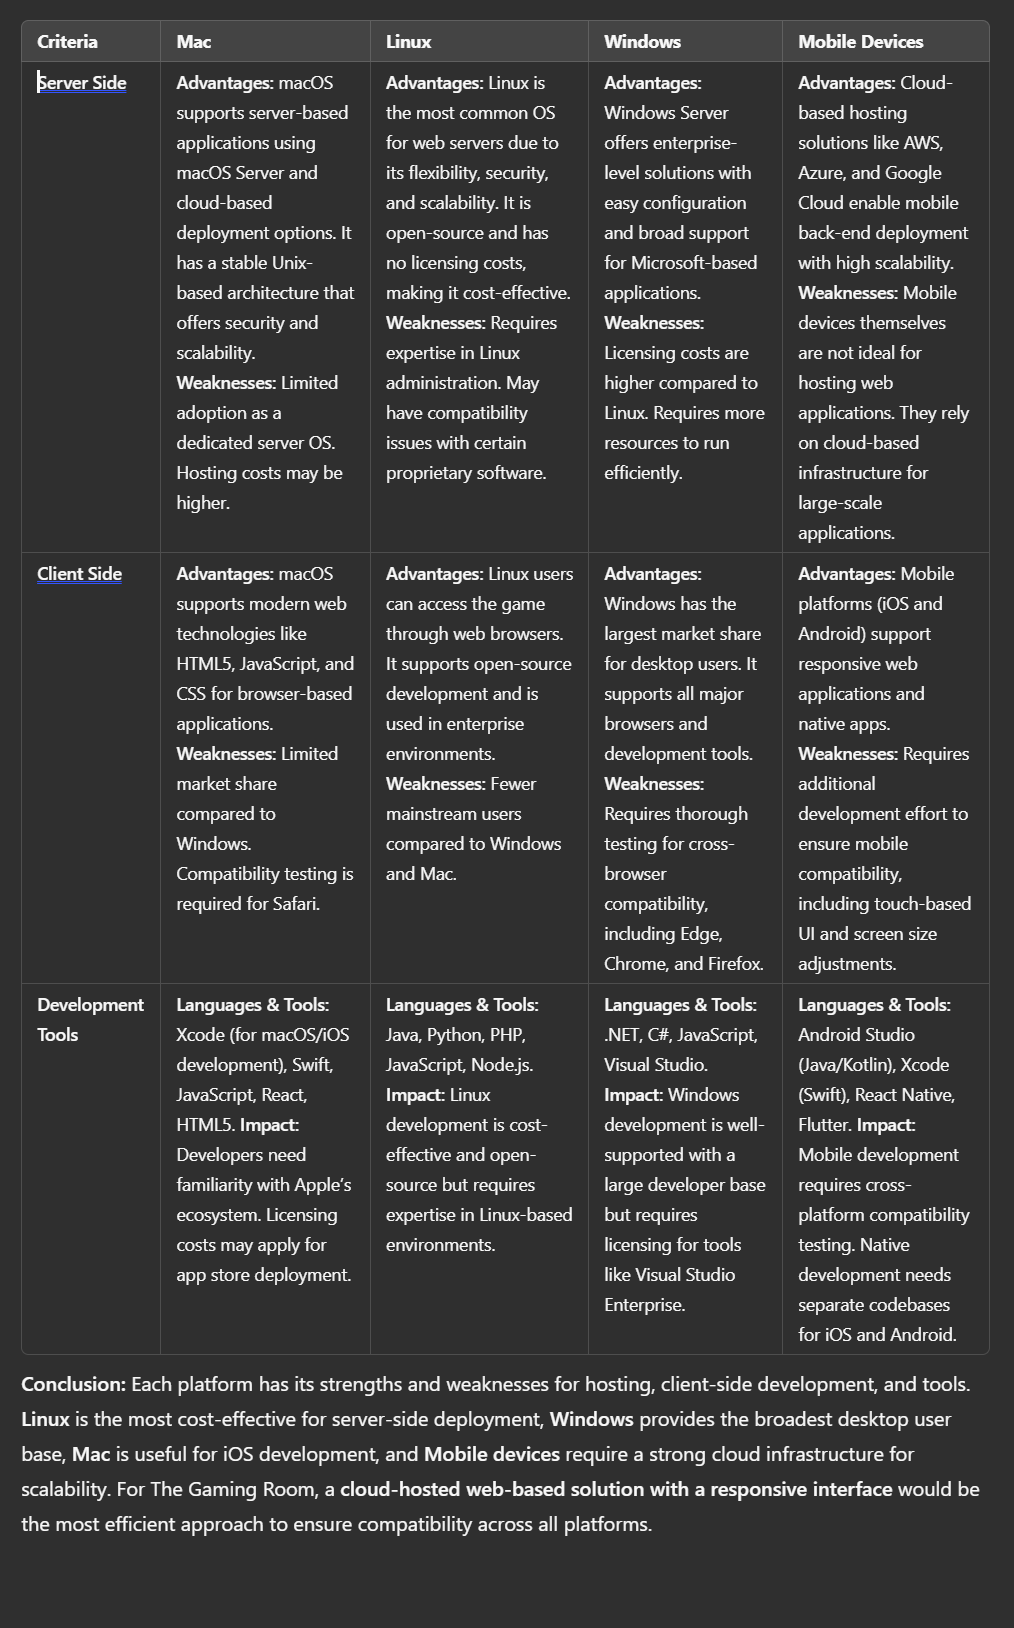 Criteria
Mac
Linux
Windows
Mobile Devices
Server Side
Advantages: macOS
supports server-based
applications using
macOS Server and
cloud-based
deployment options. It
has a stable Unix-
based architecture that
offers security and
scalability.
Weaknesses: Limited
adoption as a
dedicated server OS.
Hosting costs may be
higher.
Advantages: Linux is
the most common OS
for web servers due to
its flexibility, security,
and scalability. It is
open-source and has
no licensing costs,
making it cost-effective.
Weaknesses: Requires
expertise in Linux
administration. May
have compatibility
issues with certain
proprietary software.
Advantages:
Windows Server
offers enterprise-
level solutions with
easy configuration
and broad support
for Microsoft-based
applications.
Weaknesses:
Licensing costs are
higher compared to
Linux. Requires more
resources to run
efficiently.
Advantages: Cloud-
based hosting
solutions like AWS,
Azure, and Google
Cloud enable mobile
back-end deployment
with high scalability.
Weaknesses: Mobile
devices themselves
are not ideal for
hosting web
applications. They rely
on cloud-based
infrastructure for
large-scale
applications.
Client Side
Advantages: macOS
supports modern web
technologies like
HTML5, JavaScript, and
CSS for browser-based
applications.
Weaknesses: Limited
market share
compared to
Windows.
Compatibility testing is
required for Safari.
Advantages: Linux users
can access the game
through web browsers.
It supports open-source
development and is
used in enterprise
environments.
Weaknesses: Fewer
mainstream users
compared to Windows
and Mac.
Advantages:
Windows has the
largest market share
for desktop users. It
supports all major
browsers and
development tools.
Weaknesses:
Requires thorough
testing for cross-
browser
compatibility,
including Edge,
Chrome, and Firefox.
Advantages: Mobile
platforms (iOS and
Android) support
responsive web
applications and
native apps.
Weaknesses: Requires
additional
development effort to
ensure mobile
compatibility,
including touch-based
UI and screen size
adjustments.
Development
Tools
Languages & Tools:
Xcode (for macOS/iOS
development), Swift,
JavaScript, React,
HTML5. Impact:
Developers need
familiarity with Apple’s
ecosystem. Licensing
costs may apply for
app store deployment.
Languages & Tools:
Java, Python, PHP,
JavaScript, Node.js.
Impact: Linux
development is cost-
effective and open-
source but requires
expertise in Linux-based
environments.
Languages & Tools:
.NET, C#, JavaScript,
Visual Studio.
Impact: Windows
development is well-
supported with a
large developer base
but requires
licensing for tools
like Visual Studio
Enterprise.
Languages & Tools:
Android Studio
(Java/Kotlin), Xcode
(Swift), React Native,
Flutter. Impact:
Mobile development
requires cross-
platform compatibility
testing. Native
development needs
separate codebases
for iOS and Android.
Conclusion: Each platform has its strengths and weaknesses for hosting, client-side development, and tools.
Linux is the most cost-effective for server-side deployment, Windows provides the broadest desktop user
base, Mac is useful for iOS development, and Mobile devices require a strong cloud infrastructure for
scalability. For The Gaming Room, a cloud-hosted web-based solution with a responsive interface would be
the most efficient approach to ensure compatibility across all platforms.